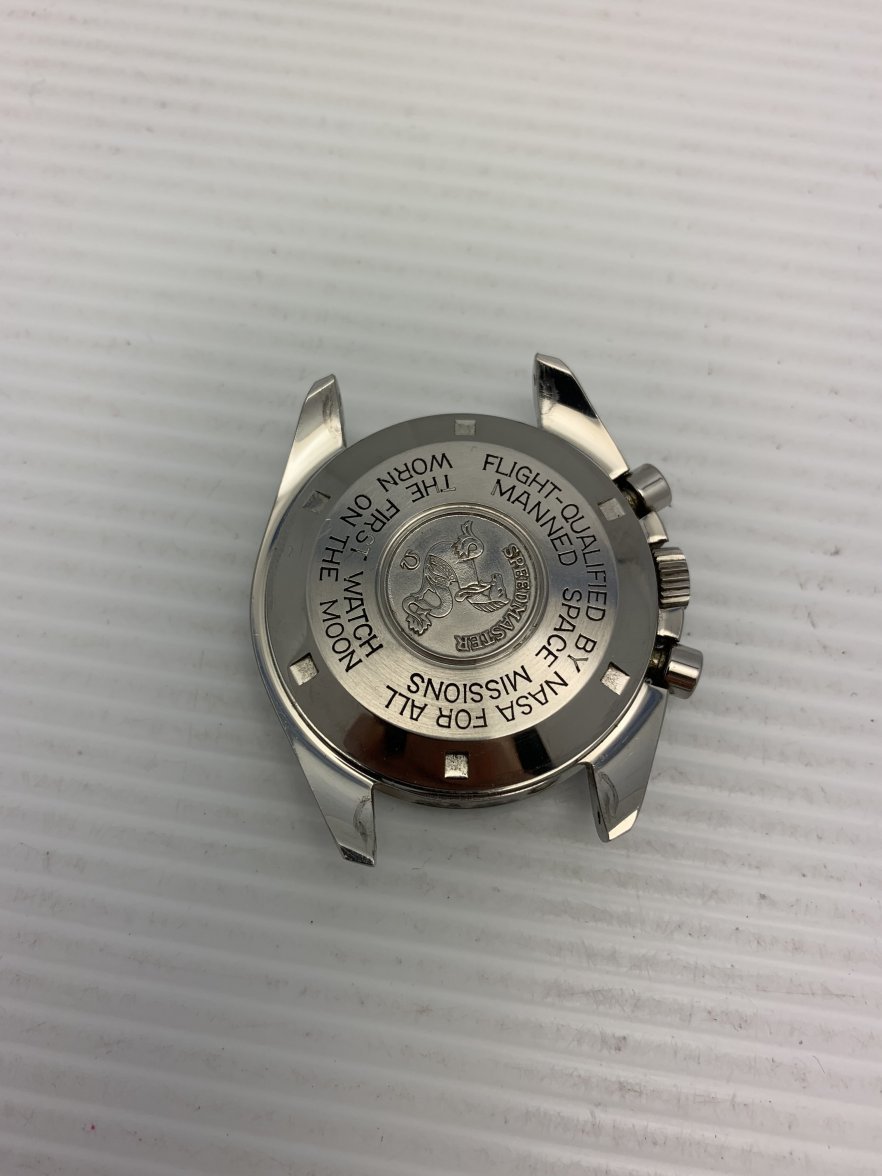 FLIGHT-QUALIFIED BY NASA FOR ALL
MANNED SPACE MISSIONS
THE FIRST WATCH
WORN ON THE MOON
Ω
SPEEDMASTER